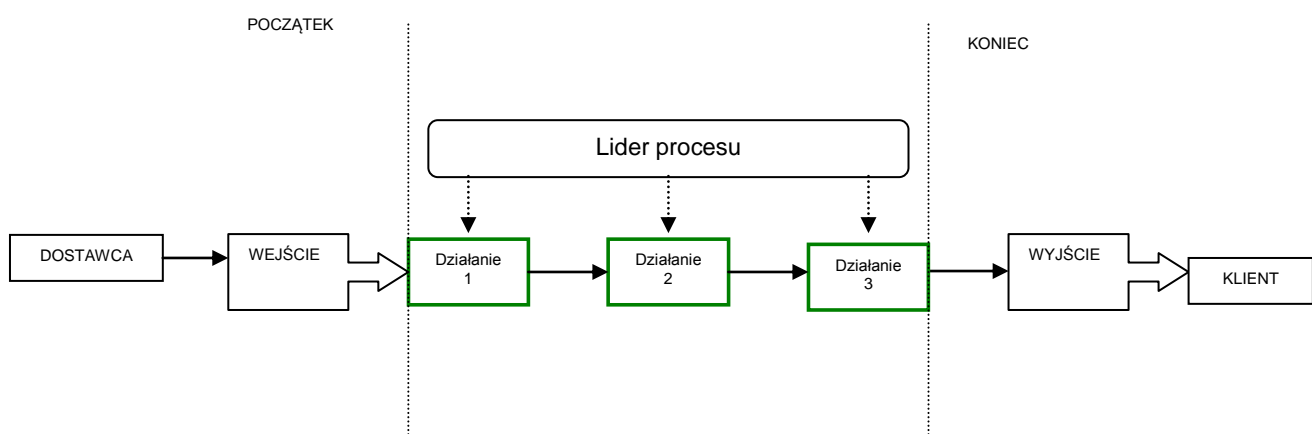 POCZĄTEK
KONIEC
Lider procesu
DOSTAWCA
WEJŚCIE
Działanie
1
Działanie
2
Działanie
3
WYJŚCIE
KLIENT